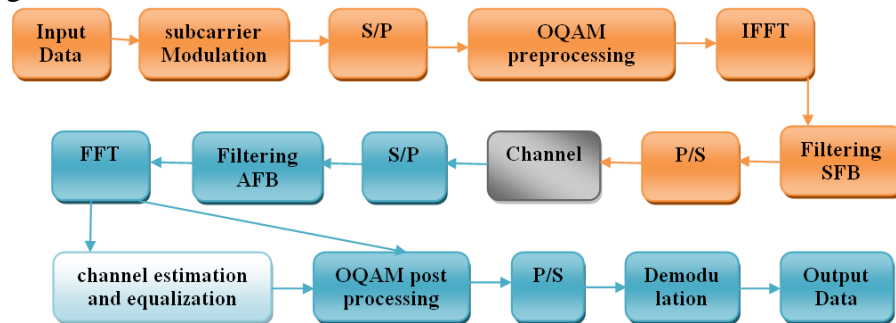 Input
Data
subcarrier
Modulation
S/P
OQAM
preprocessing
IFFT
FFT
Filtering
AFB
S/P
Channel
P/S
Filtering
SFB
channel estimation
and equalization
OQAM post
processing
P/S
Demodu
lation
Output
Data